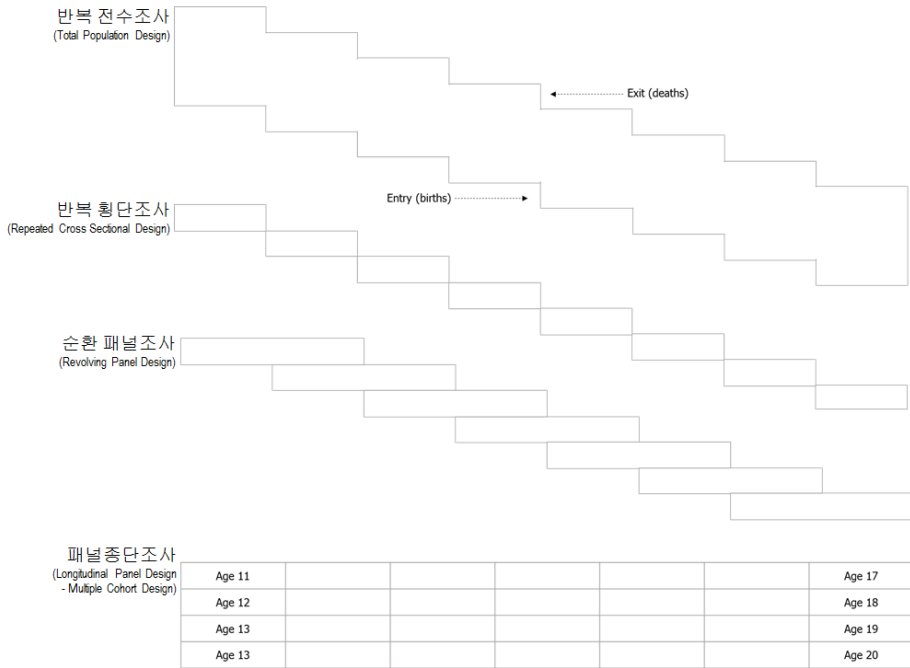 반복 전수조사
(Total Population Design)
Exit (deaths)
Entry (births)
반복 횡단조사
(Repeated Cross Sectional Design)
순환 패널조사
(Revolving Panel Design)
패널종단조사
(Longitudinal Panel Design
- Multiple Cohort Design)
Age 11 Age 17
Age 12 Age 18
Age 13 Age 19
Age 13 Age 20